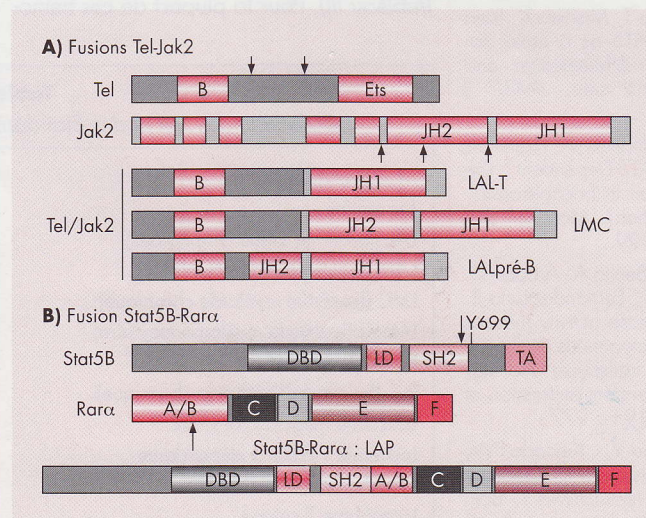 A) Fusions Tel-Jak2
Tel B Ets
Jak2 JH2 JH1
B JH1 LAL-T
Tel/Jak2 B JH2 JH1 LMC
B JH2 JH1 LALpré-B
B) Fusion Stat5B-Rarα
Y699
Stat5B DBD LD SH2 TA
Rarα A/B C D E F
Stat5B-Rarα : LAP
DBD LD SH2 A/B C D E F